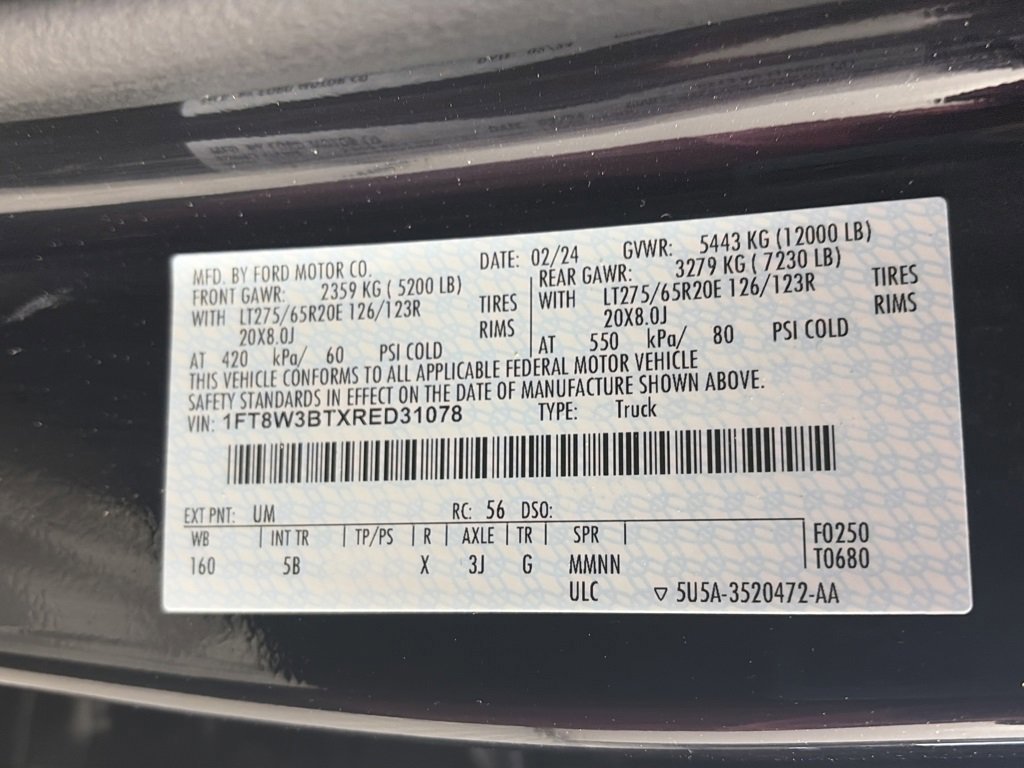 MFD. BY FORD MOTOR CO. DATE: 02/24 GVWR: 5443 KG (12000 LB)
FRONT GAWR: 2359 KG ( 5200 LB) REAR GAWR: 3279 KG ( 7230 LB)
WITH LT275/65R20E 126/123R TIRES WITH LT275/65R20E 126/123R TIRES
20X8.0J RIMS 20X8.0J RIMS
AT 420 kPa/ 60 PSI COLD AT 550 kPa/ 80 PSI COLD
THIS VEHICLE CONFORMS TO ALL APPLICABLE FEDERAL MOTOR VEHICLE
SAFETY STANDARDS IN EFFECT ON THE DATE OF MANUFACTURE SHOWN ABOVE.
VIN: 1FT8W3BTXRED31078 TYPE: Truck
EXT PNT: UM RC: 56 DSO:
WB INT TR TP/PS R AXLE TR SPR F0250
160 5B X 3J G MMNN T0680
ULC ▽ 5U5A-3520472-AA